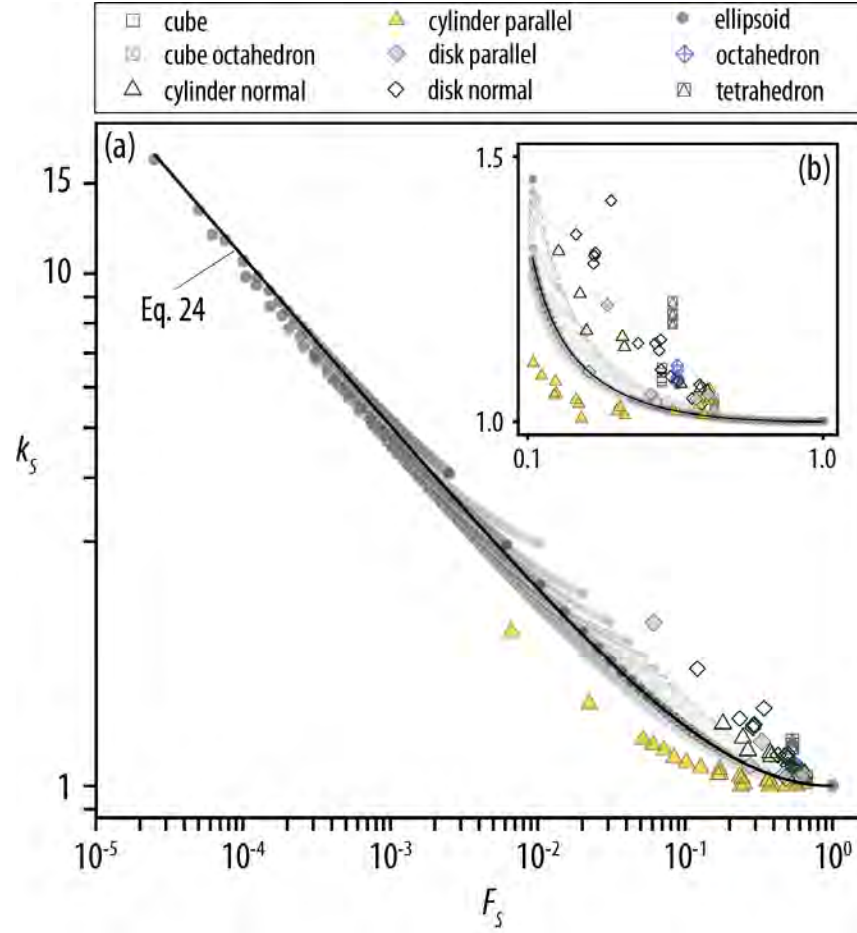 cube cylinder parallel ellipsoid
cube octahedron disk parallel octahedron
cylinder normal disk normal tetrahedron
(a)
(b)
15
10
1
Eq. 24
k_s
1.5
1.0
0.1 1.0
10^-5 10^-4 10^-3 10^-2 10^-1 10^0
F_s